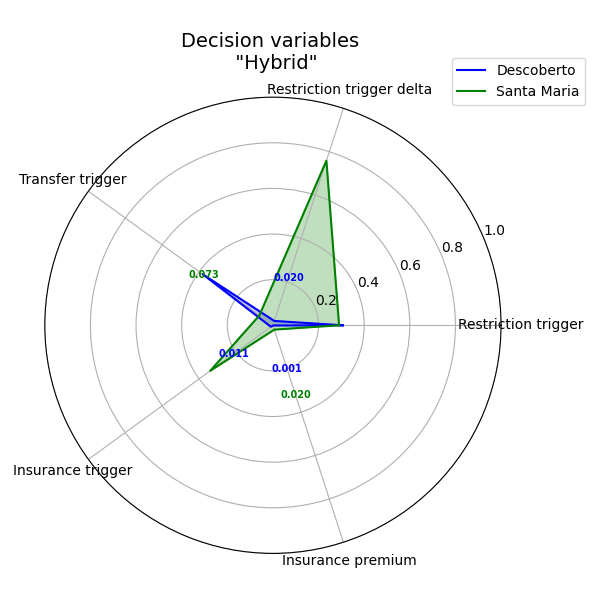 Decision variables
"Hybrid"
Descoberto
Santa Maria
Restriction trigger delta
Transfer trigger
1.0
0.8
0.6
0.4
0.2
0.073
0.020
Restriction trigger
0.011
0.001
0.020
Insurance trigger
Insurance premium